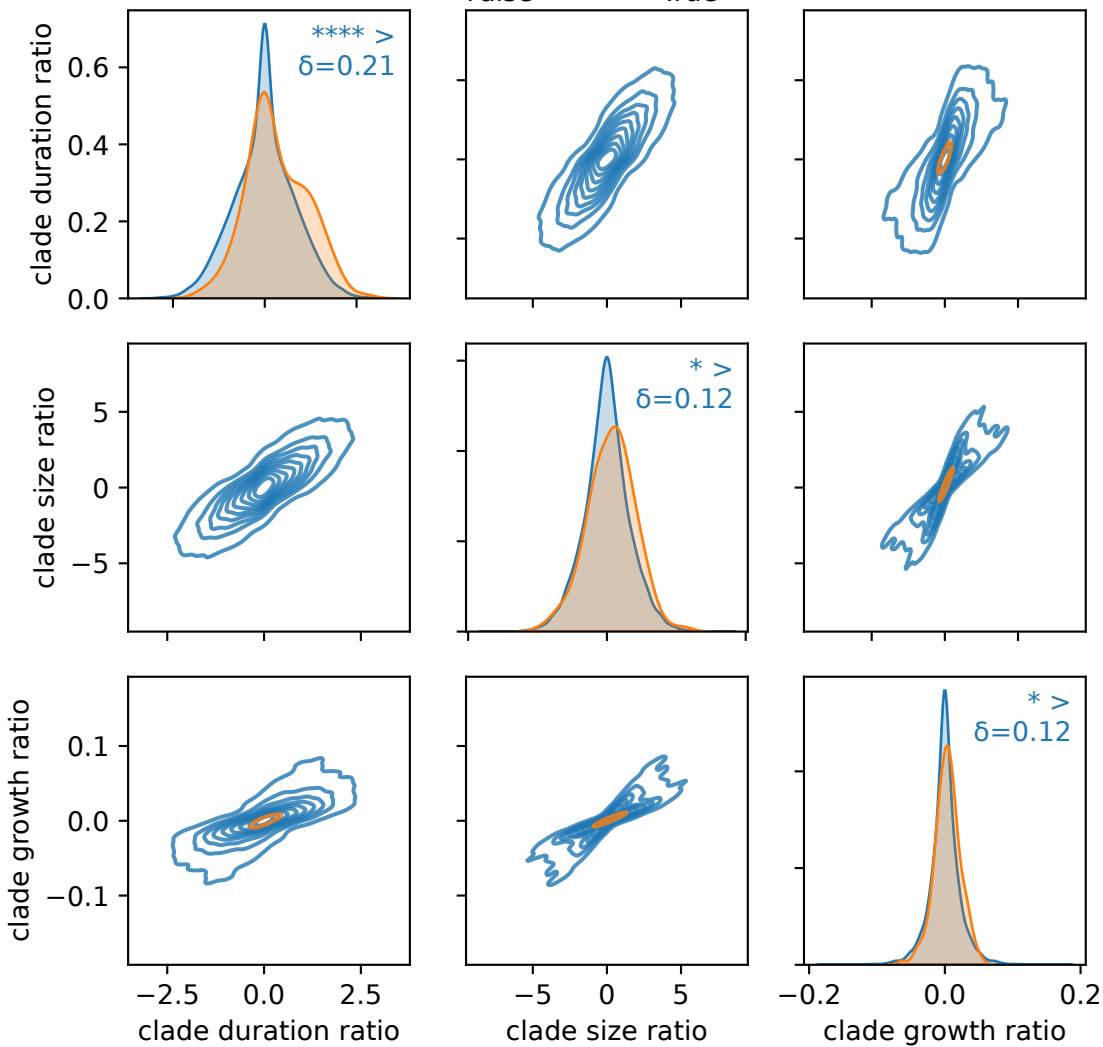 **** >
δ=0.21
clade duration ratio
0.6
0.4
0.2
0.0
* >
δ=0.12
clade size ratio
5
0
−5
* >
δ=0.12
clade growth ratio
0.1
0.0
−0.1
−2.5 0.0 2.5
−5 0 5
−0.2 0.0 0.2
clade duration ratio
clade size ratio
clade growth ratio